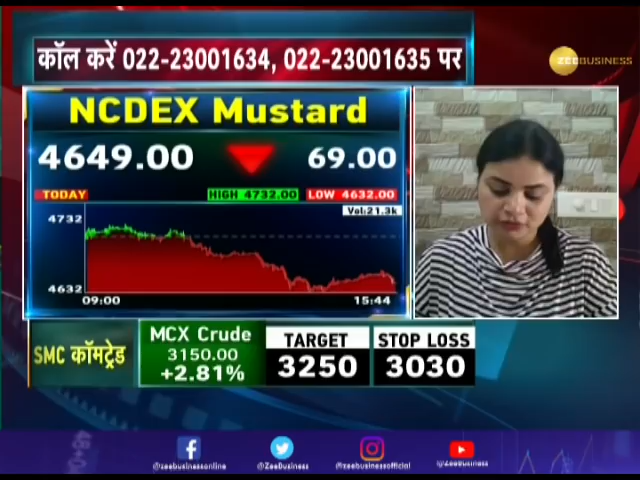 कॉल करें 022-23001634, 022-23001635 पर
ZEEBUSINESS
NCDEX Mustard
4649.00 69.00
TODAY HIGH 4732.00 LOW 4632.00
Vol:21.3k
4732
4632
09:00 15:44
SMC कॉमट्रेड
MCX Crude
3150.00
+2.81%
TARGET
3250
STOP LOSS
3030
@zeebusinessonline @ZeeBusiness @zeebusinessofficial @ZeeBusiness